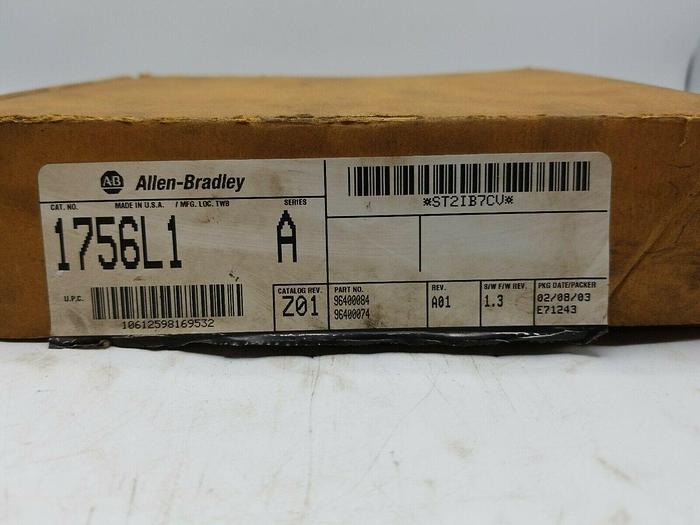 AB Allen-Bradley
CAT. NO. MADE IN U.S.A. / MFG. LOC. TWB SERIES
1756L1 A
U.P.C.
10612598169532
CATALOG REV.
Z01
*ST2IB7CV*
PART NO.
96400084
96400074
REV.
A01
S/W F/W REV.
1.3
PKG DATE/PACKER
02/08/03
E71243